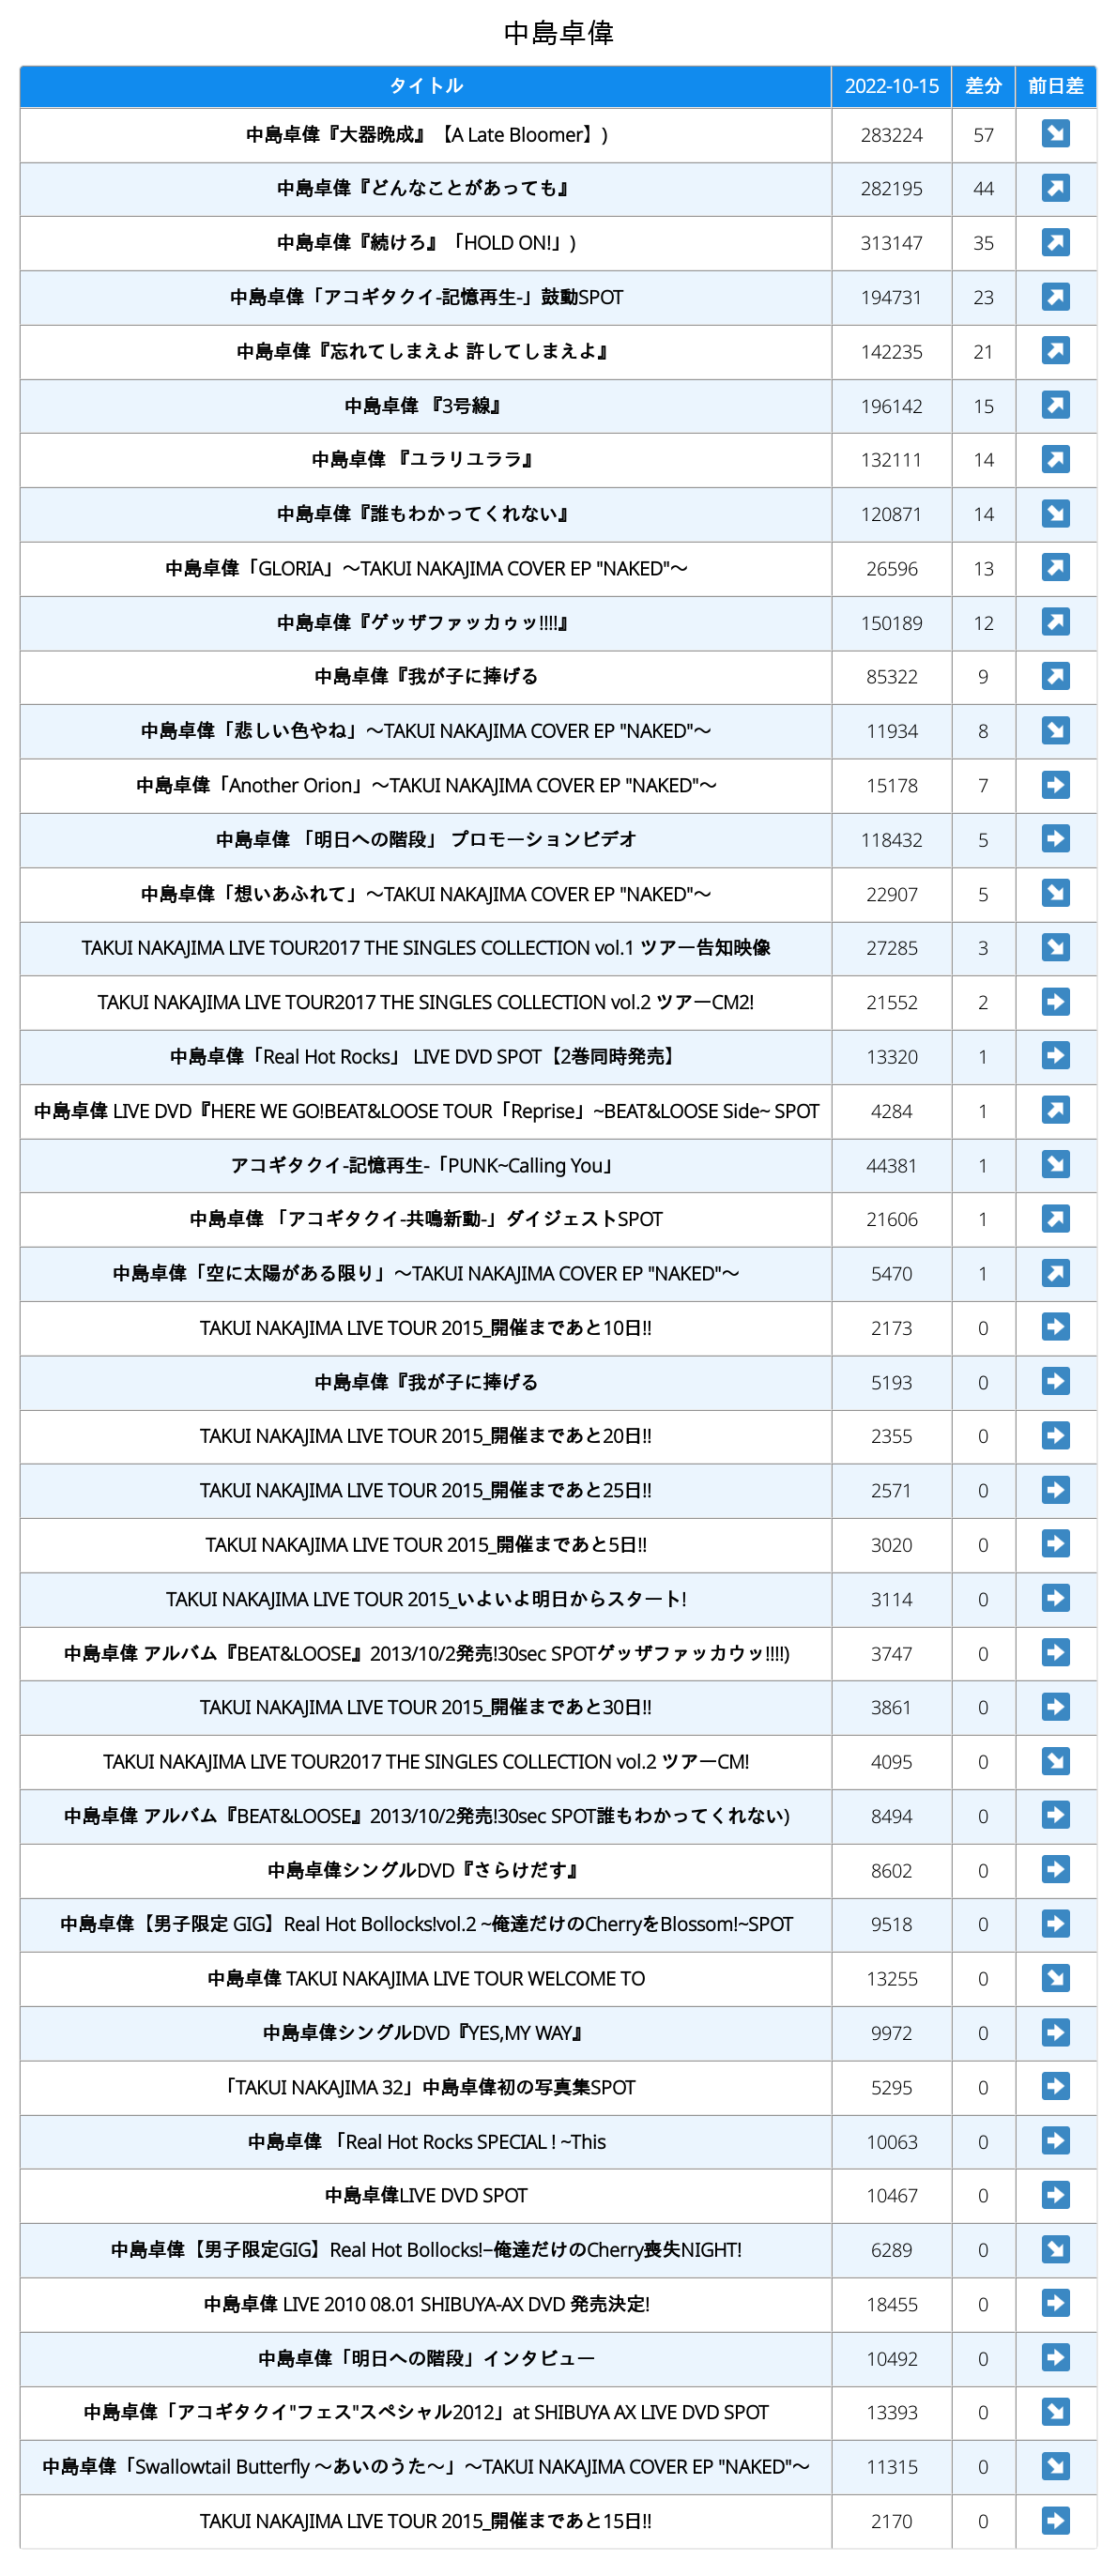 中島卓偉
タイトル 2022-10-15 差分 前日差
中島卓偉『大器晩成』【A Late Bloomer】) 283224 57 ↘
中島卓偉『どんなことがあっても』 282195 44 ↗
中島卓偉『続けろ』「HOLD ON!」) 313147 35 ↗
中島卓偉「アコギタクイ-記憶再生-」鼓動SPOT 194731 23 ↗
中島卓偉『忘れてしまえよ 許してしまえよ』 142235 21 ↗
中島卓偉 『3号線』 196142 15 ↗
中島卓偉 『ユラリユララ』 132111 14 ↗
中島卓偉『誰もわかってくれない』 120871 14 ↘
中島卓偉「GLORIA」〜TAKUI NAKAJIMA COVER EP "NAKED"〜 26596 13 ↗
中島卓偉『ゲッザファッカゥッ!!!!』 150189 12 ↗
中島卓偉『我が子に捧げる 85322 9 ↗
中島卓偉「悲しい色やね」〜TAKUI NAKAJIMA COVER EP "NAKED"〜 11934 8 ↘
中島卓偉「Another Orion」〜TAKUI NAKAJIMA COVER EP "NAKED"〜 15178 7 ➡
中島卓偉 「明日への階段」 プロモーションビデオ 118432 5 ➡
中島卓偉「想いあふれて」〜TAKUI NAKAJIMA COVER EP "NAKED"〜 22907 5 ↘
TAKUI NAKAJIMA LIVE TOUR2017 THE SINGLES COLLECTION vol.1 ツアー告知映像 27285 3 ↘
TAKUI NAKAJIMA LIVE TOUR2017 THE SINGLES COLLECTION vol.2 ツアーCM2! 21552 2 ➡
中島卓偉「Real Hot Rocks」 LIVE DVD SPOT【2巻同時発売】 13320 1 ➡
中島卓偉 LIVE DVD『HERE WE GO!BEAT&LOOSE TOUR「Reprise」~BEAT&LOOSE Side~ SPOT 4284 1 ↗
アコギタクイ-記憶再生-「PUNK~Calling You」 44381 1 ↘
中島卓偉 「アコギタクイ-共鳴新動-」ダイジェストSPOT 21606 1 ↗
中島卓偉「空に太陽がある限り」〜TAKUI NAKAJIMA COVER EP "NAKED"〜 5470 1 ↗
TAKUI NAKAJIMA LIVE TOUR 2015_開催まであと10日!! 2173 0 ➡
中島卓偉『我が子に捧げる 5193 0 ➡
TAKUI NAKAJIMA LIVE TOUR 2015_開催まであと20日!! 2355 0 ➡
TAKUI NAKAJIMA LIVE TOUR 2015_開催まであと25日!! 2571 0 ➡
TAKUI NAKAJIMA LIVE TOUR 2015_開催まであと5日!! 3020 0 ➡
TAKUI NAKAJIMA LIVE TOUR 2015_いよいよ明日からスタート! 3114 0 ➡
中島卓偉 アルバム『BEAT&LOOSE』2013/10/2発売!30sec SPOTゲッザファッカウッ!!!!) 3747 0 ➡
TAKUI NAKAJIMA LIVE TOUR 2015_開催まであと30日!! 3861 0 ➡
TAKUI NAKAJIMA LIVE TOUR2017 THE SINGLES COLLECTION vol.2 ツアーCM! 4095 0 ↘
中島卓偉 アルバム『BEAT&LOOSE』2013/10/2発売!30sec SPOT誰もわかってくれない) 8494 0 ➡
中島卓偉シングルDVD『さらけだす』 8602 0 ➡
中島卓偉【男子限定 GIG】Real Hot Bollocks!vol.2 ~俺達だけのCherryをBlossom!~SPOT 9518 0 ➡
中島卓偉 TAKUI NAKAJIMA LIVE TOUR WELCOME TO 13255 0 ↘
中島卓偉シングルDVD『YES,MY WAY』 9972 0 ➡
「TAKUI NAKAJIMA 32」中島卓偉初の写真集SPOT 5295 0 ➡
中島卓偉 「Real Hot Rocks SPECIAL ! ~This 10063 0 ➡
中島卓偉LIVE DVD SPOT 10467 0 ➡
中島卓偉【男子限定GIG】Real Hot Bollocks!−俺達だけのCherry喪失NIGHT! 6289 0 ↘
中島卓偉 LIVE 2010 08.01 SHIBUYA-AX DVD 発売決定! 18455 0 ➡
中島卓偉「明日への階段」インタビュー 10492 0 ➡
中島卓偉「アコギタクイ"フェス"スペシャル2012」at SHIBUYA AX LIVE DVD SPOT 13393 0 ↘
中島卓偉「Swallowtail Butterfly 〜あいのうた〜」〜TAKUI NAKAJIMA COVER EP "NAKED"〜 11315 0 ↘
TAKUI NAKAJIMA LIVE TOUR 2015_開催まであと15日!! 2170 0 ➡